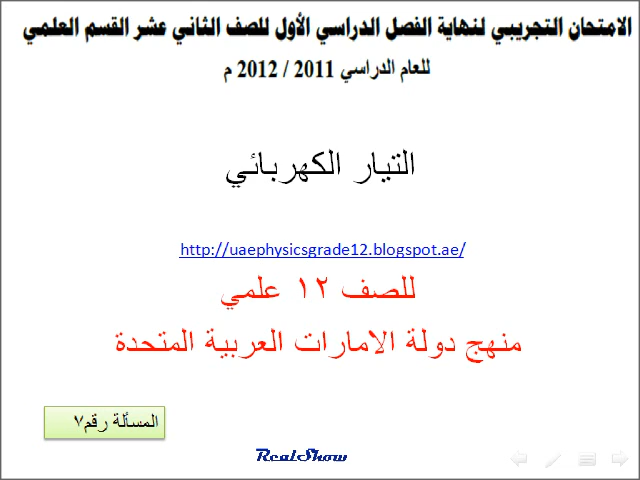 الامتحان التجريبي لنهاية الفصل الدراسي الأول للصف الثاني عشر القسم العلمي
للعام الدراسي 2011 / 2012 م
التيار الكهربائي
http://uaephysicsgrade12.blogspot.ae/
للصف ١٢ علمي
منهج دولة الامارات العربية المتحدة
المسألة رقم٧
RealShow